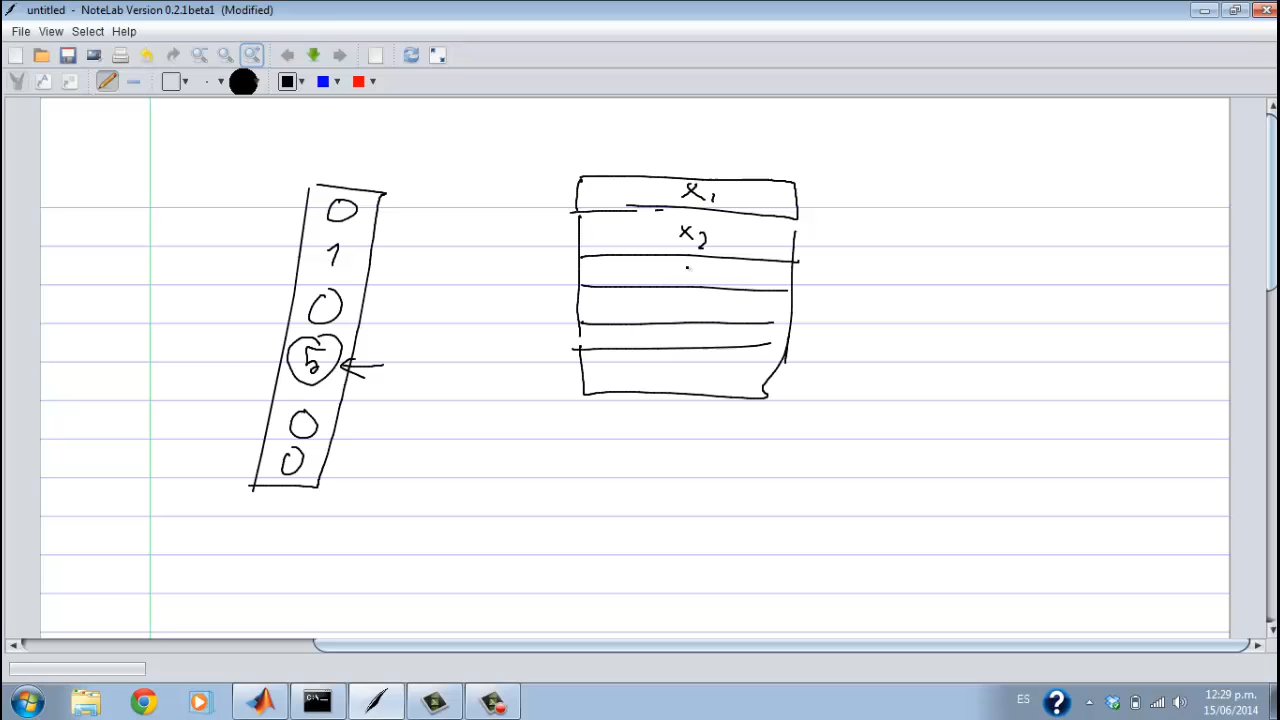 untitled - NoteLab Version 0.2.1beta1 (Modified)
File View Select Help
0
1
0
5
0
0
x1
x2
ES
12:29 p.m.
15/06/2014